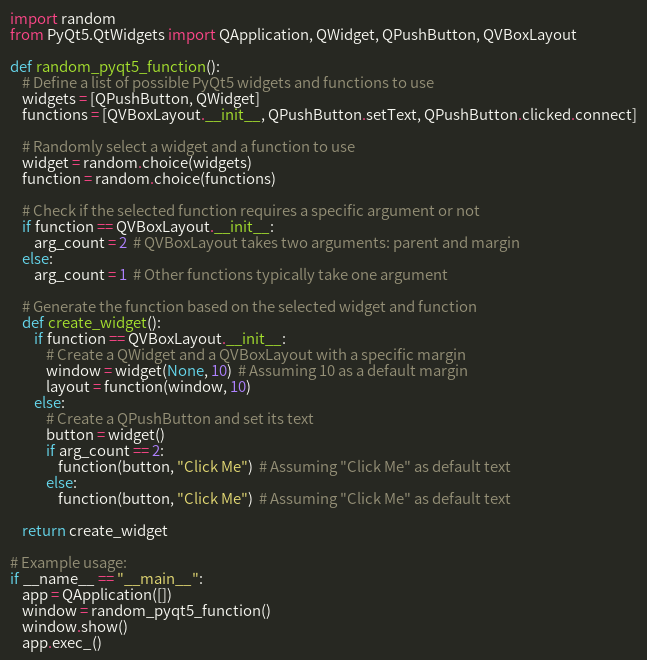 import random
from PyQt5.QtWidgets import QApplication, QWidget, QPushButton, QVBoxLayout

def random_pyqt5_function():
    # Define a list of possible PyQt5 widgets and functions to use
    widgets = [QPushButton, QWidget]
    functions = [QVBoxLayout.__init__, QPushButton.setText, QPushButton.clicked.connect]

    # Randomly select a widget and a function to use
    widget = random.choice(widgets)
    function = random.choice(functions)

    # Check if the selected function requires a specific argument or not
    if function == QVBoxLayout.__init__:
        arg_count = 2  # QVBoxLayout takes two arguments: parent and margin
    else:
        arg_count = 1  # Other functions typically take one argument

    # Generate the function based on the selected widget and function
    def create_widget():
        if function == QVBoxLayout.__init__:
            # Create a QWidget and a QVBoxLayout with a specific margin
            window = widget(None, 10)  # Assuming 10 as a default margin
            layout = function(window, 10)
        else:
            # Create a QPushButton and set its text
            button = widget()
            if arg_count == 2:
                function(button, "Click Me")  # Assuming "Click Me" as default text
            else:
                function(button, "Click Me")  # Assuming "Click Me" as default text

    return create_widget

# Example usage:
if __name__ == "__main__":
    app = QApplication([])
    window = random_pyqt5_function()
    window.show()
    app.exec_()